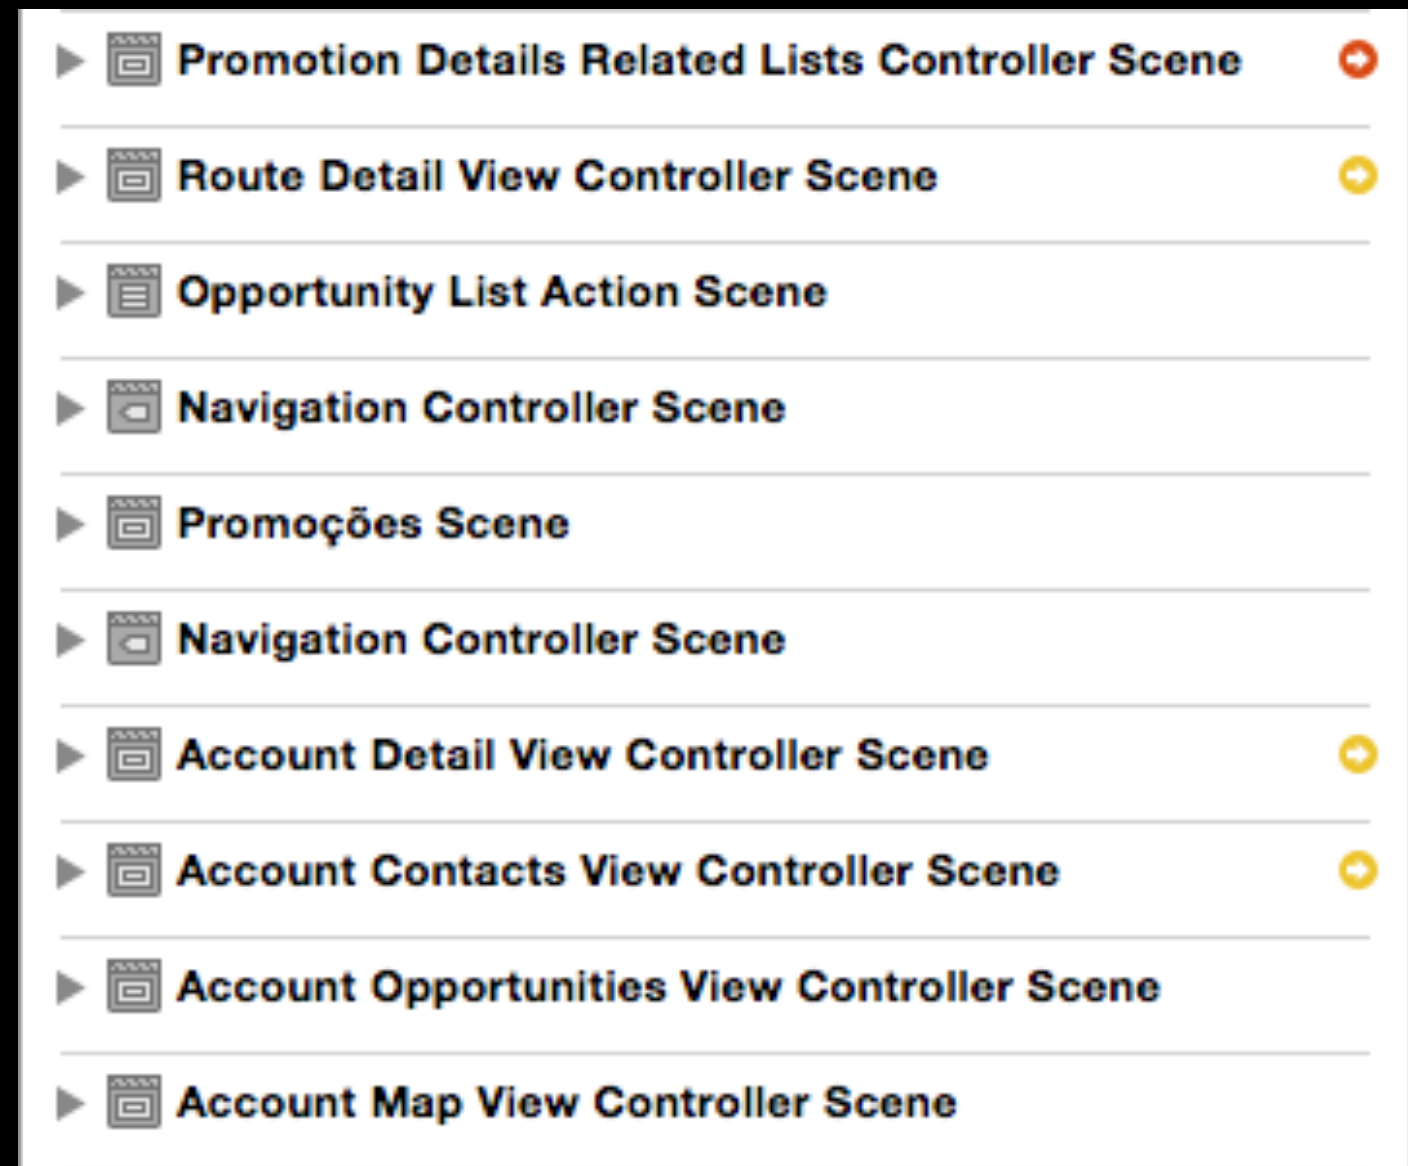 Promotion Details Related Lists Controller Scene
Route Detail View Controller Scene
Opportunity List Action Scene
Navigation Controller Scene
Promoções Scene
Navigation Controller Scene
Account Detail View Controller Scene
Account Contacts View Controller Scene
Account Opportunities View Controller Scene
Account Map View Controller Scene